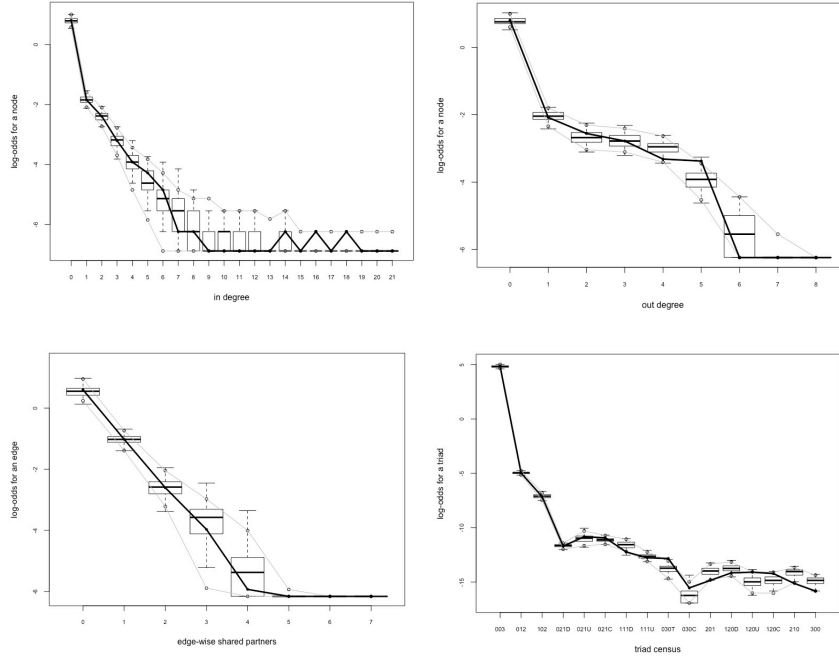 log-odds for a node
0
-2
-4
-6
0 1 2 3 4 5 6 7 8 9 10 11 12 13 14 15 16 17 18 19 20 21
in degree
log-odds for a node
0
-2
-4
-6
0 1 2 3 4 5 6 7 8
out degree
log-odds for an edge
0
-2
-4
-6
0 1 2 3 4 5 6 7
edge-wise shared partners
log-odds for a triad
5
0
-5
-10
-15
003 012 102 021D 021U 021C 111D 111U 030T 030C 201 120D 120U 120C 210 300
triad census